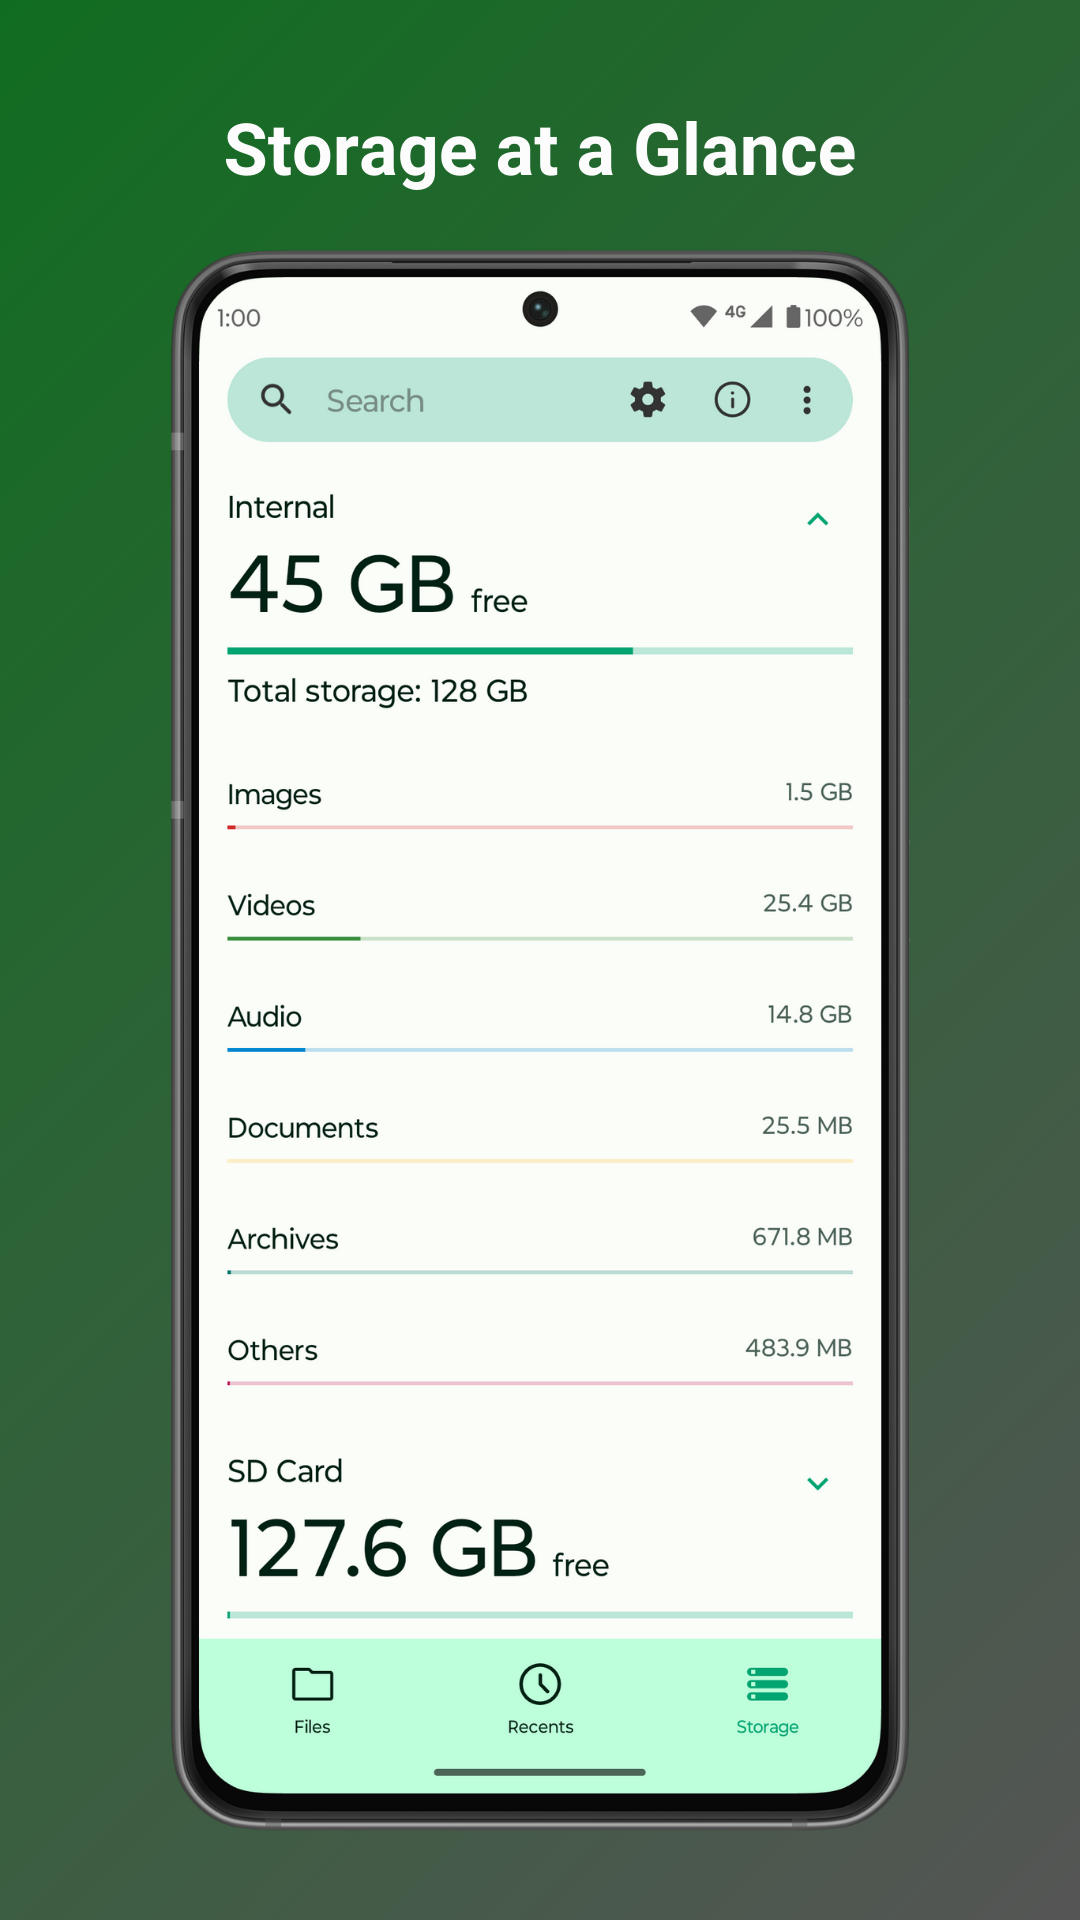 Storage at a Glance
1:00
4G
100%
Search
Internal
45 GB free
Total storage: 128 GB
Images 1.5 GB
Videos 25.4 GB
Audio 14.8 GB
Documents 25.5 MB
Archives 671.8 MB
Others 483.9 MB
SD Card
127.6 GB free
Files Recents Storage